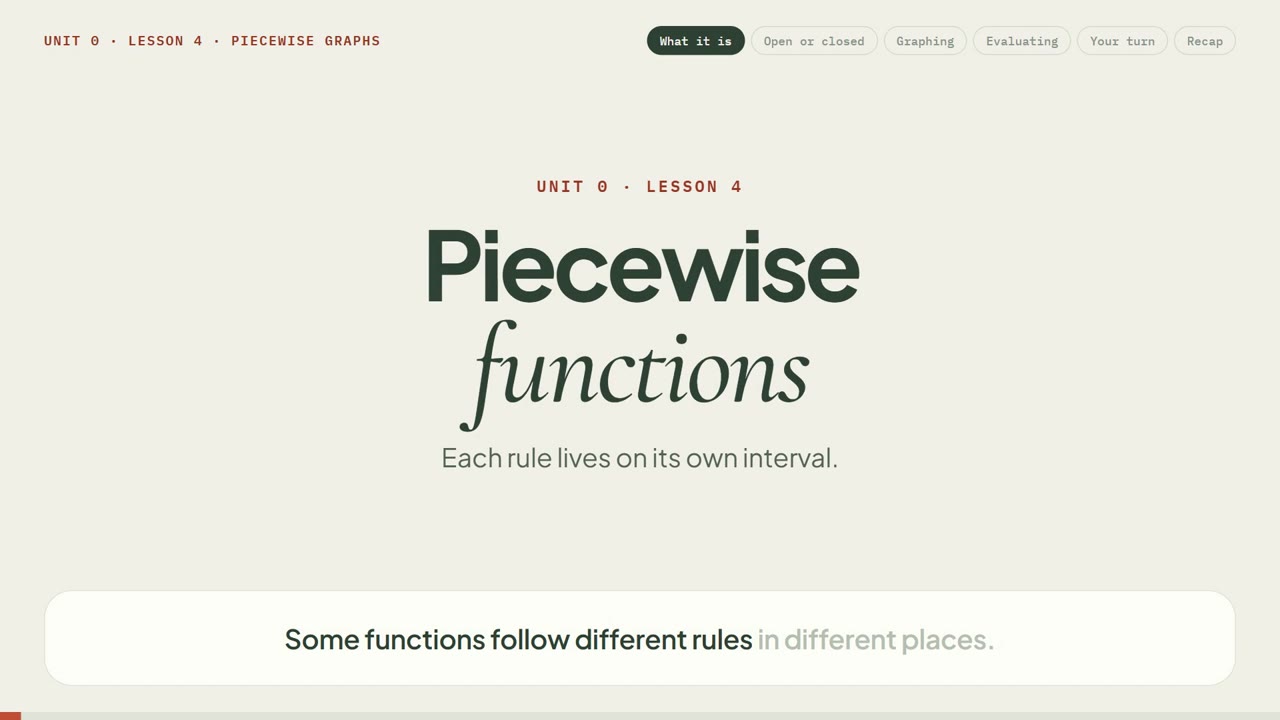 UNIT 0 · LESSON 4 · PIECEWISE GRAPHS
What it is
Open or closed
Graphing
Evaluating
Your turn
Recap
UNIT 0 · LESSON 4
Piecewise
functions
Each rule lives on its own interval.
Some functions follow different rules in different places.